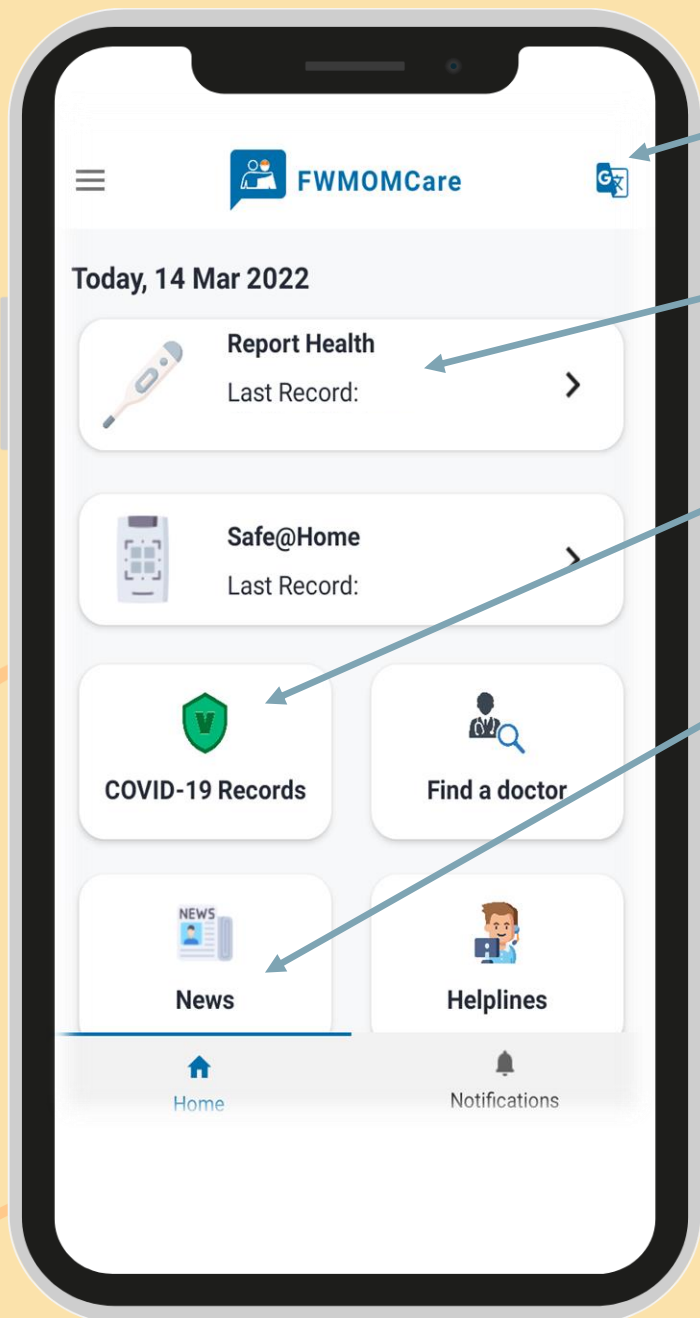 FWMOMCare
G
Today, 14 Mar 2022
Report Health
Last Record:
Safe@Home
Last Record:
V
COVID-19 Records
Find a doctor
NEWS
News
Helplines
Home
Notifications